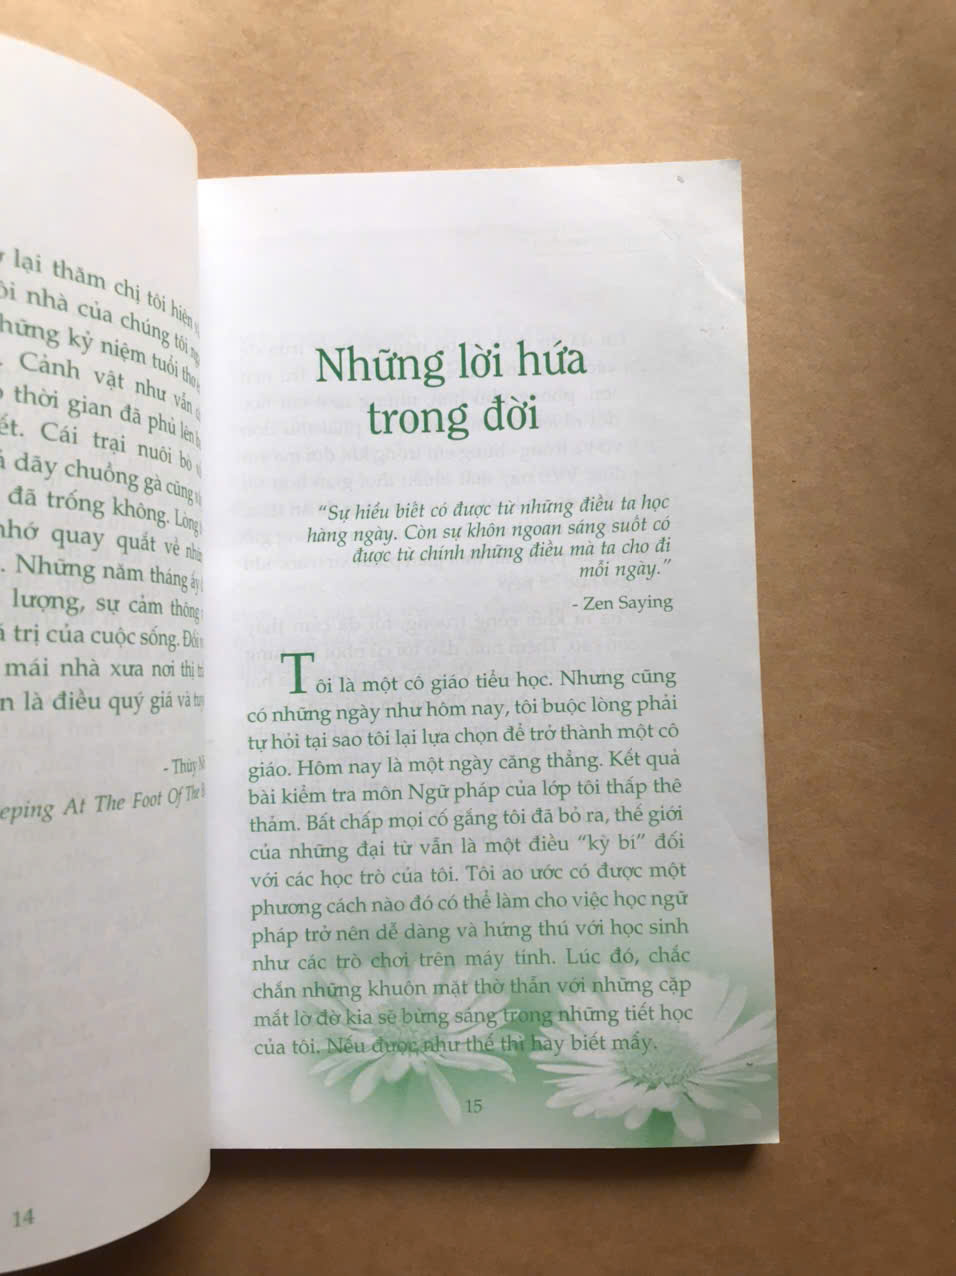 lại thăm chị tôi hiện
nhà của chúng tôi
những kỷ niệm tuổi thơ
Cảnh vật như vẫn
thời gian đã phủ lên
Cái trại nuôi bò
dãy chuồng gà cũng
đã trống không. Lòng
nhớ quay quắt về
. Những năm tháng ấy
lượng, sự cảm thông
trị của cuộc sống. Đối
mái nhà xưa nơi thị
là điều quý giá và
- Thùy
eping At The Foot Of The
14
Những lời hứa
trong đời
“Sự hiểu biết có được từ những điều ta học
hàng ngày. Còn sự khôn ngoan sáng suốt có
được từ chính những điều mà ta cho đi
mỗi ngày.”
- Zen Saying
Tôi là một cô giáo tiểu học. Nhưng cũng
có những ngày như hôm nay, tôi buộc lòng phải
tự hỏi tại sao tôi lại lựa chọn để trở thành một cô
giáo. Hôm nay là một ngày căng thẳng. Kết quả
bài kiểm tra môn Ngữ pháp của lớp tôi thấp thê
thảm. Bất chấp mọi cố gắng tôi đã bỏ ra, thế giới
của những đại từ vẫn là một điều “kỳ bí” đối
với các học trò của tôi. Tôi ao ước có được một
phương cách nào đó có thể làm cho việc học ngữ
pháp trở nên dễ dàng và hứng thú với học sinh
như các trò chơi trên máy tính. Lúc đó, chắc
chắn những khuôn mặt thờ thẫn với những cặp
mắt lờ đờ kia sẽ bừng sáng trong những tiết học
của tôi. Nếu được như thế thì hay biết mấy.
15